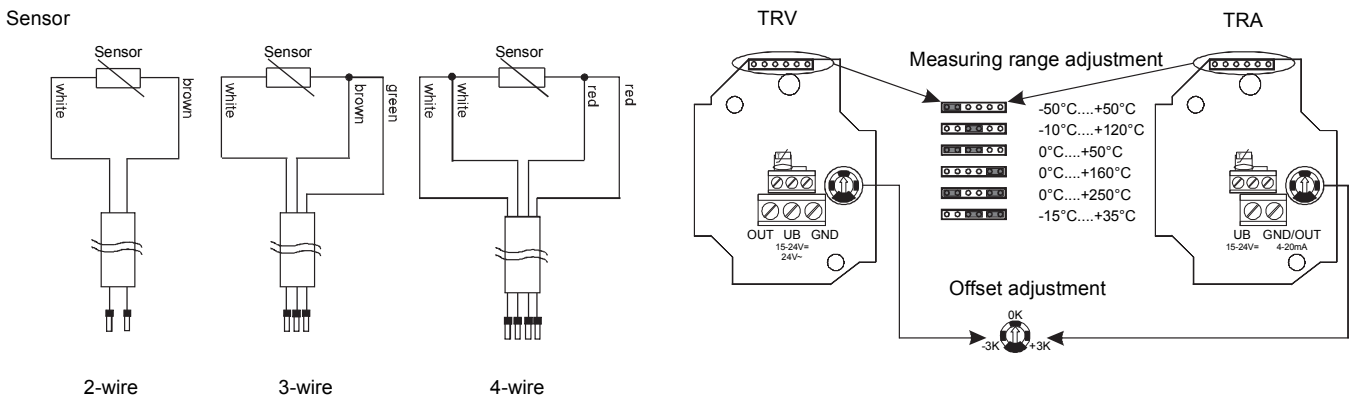 Sensor
Sensor
white
brown
2-wire
Sensor
white
brown
green
3-wire
Sensor
white
white
red
red
4-wire
TRV
TRA
Measuring range adjustment
-50°C....+50°C
-10°C....+120°C
0°C....+50°C
0°C....+160°C
0°C....+250°C
-15°C....+35°C
OUT UB GND
15-24V=
24V~
UB GND/OUT
15-24V= 4-20mA
Offset adjustment
0K
-3K +3K